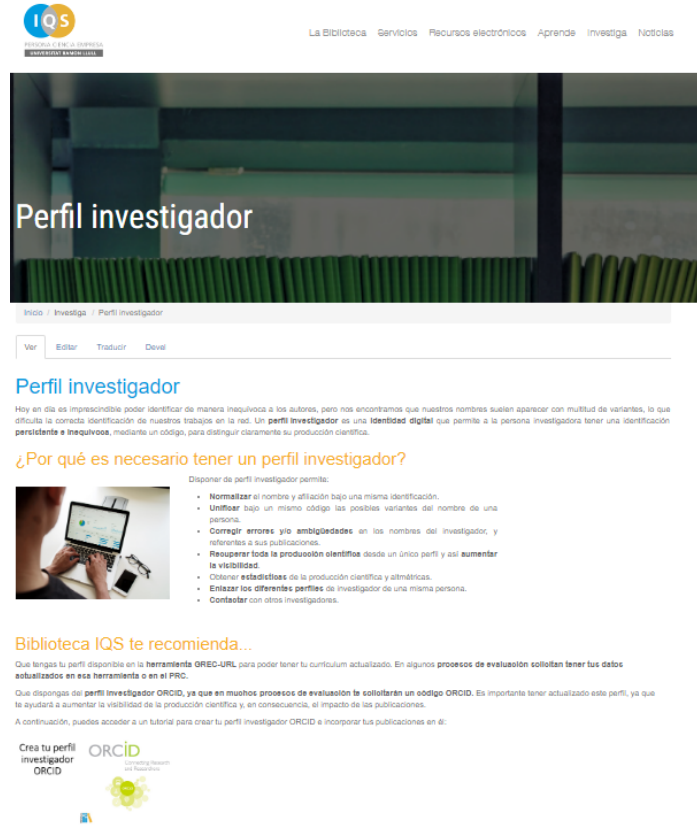 IQS
PERSONA CIÈNCIA EMPRESA
UNIVERSITAT RAMON LLULL
La Biblioteca Servicios Recursos electrónicos Aprende Investiga Noticias
Perfil investigador
Inicio / Investiga / Perfil investigador
Ver Editar Traducir Devel
Perfil investigador
Hoy en día es imprescindible poder identificar de manera inequívoca a los autores, pero nos encontramos que nuestros nombres suelen aparecer con multitud de variantes, lo que
dificulta la correcta identificación de nuestros trabajos en la red. Un perfil investigador es una identidad digital que permite a la persona investigadora tener una identificación
persistente e inequívoca, mediante un código, para distinguir claramente su producción científica.
¿Por qué es necesario tener un perfil investigador?
Disponer de perfil investigador permite:
• Normalizar el nombre y afiliación bajo una misma identificación.
• Unificar bajo un mismo código las posibles variantes del nombre de una
persona.
• Corregir errores y/o ambigüedades en los nombres del investigador, y
referentes a sus publicaciones.
• Recuperar toda la producción científica desde un único perfil y así aumentar
la visibilidad.
• Obtener estadísticas de la producción científica y altmétricas.
• Enlazar los diferentes perfiles de investigador de una misma persona.
• Contactar con otros investigadores.
Biblioteca IQS te recomienda...
Que tengas tu perfil disponible en la herramienta GREC-URL para poder tener tu curriculum actualizado. En algunos procesos de evaluación solicitan tener tus datos
actualizados en esa herramienta o en el PRC.
Que dispongas del perfil investigador ORCID, ya que en muchos procesos de evaluación te solicitarán un código ORCID. Es importante tener actualizado este perfil, ya que
te ayudará a aumentar la visibilidad de la producción científica y, en consecuencia, el impacto de las publicaciones.
A continuación, puedes acceder a un tutorial para crear tu perfil investigador ORCID e incorporar tus publicaciones en él:
Crea tu perfil
investigador
ORCID
ORCID
Connecting Research
and Researchers